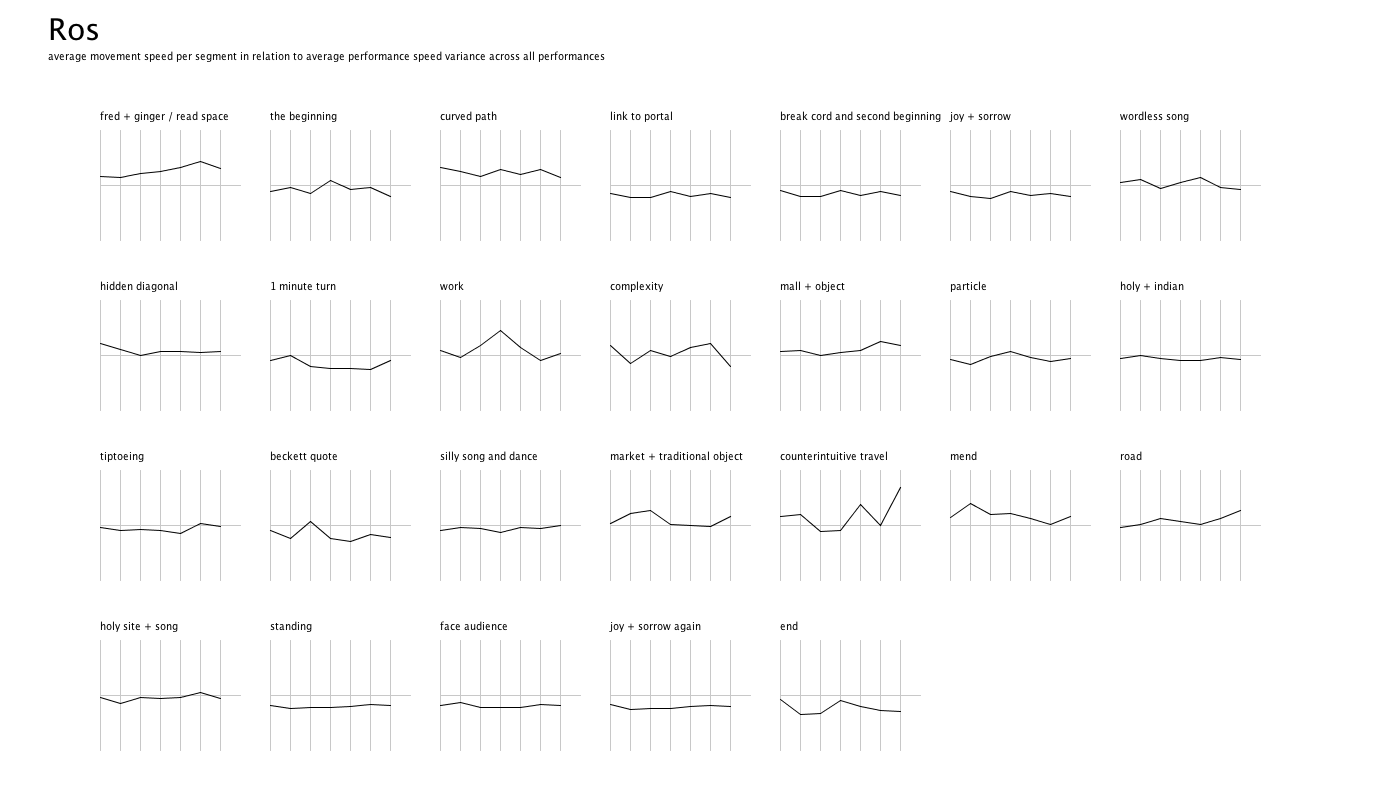 Ros
average movement speed per segment in relation to average performance speed variance across all performances
fred + ginger / read space
the beginning
curved path
link to portal
break cord and second beginning
joy + sorrow
wordless song
hidden diagonal
1 minute turn
work
complexity
mall + object
particle
holy + indian
tiptoeing
beckett quote
silly song and dance
market + traditional object
counterintuitive travel
mend
road
holy site + song
standing
face audience
joy + sorrow again
end